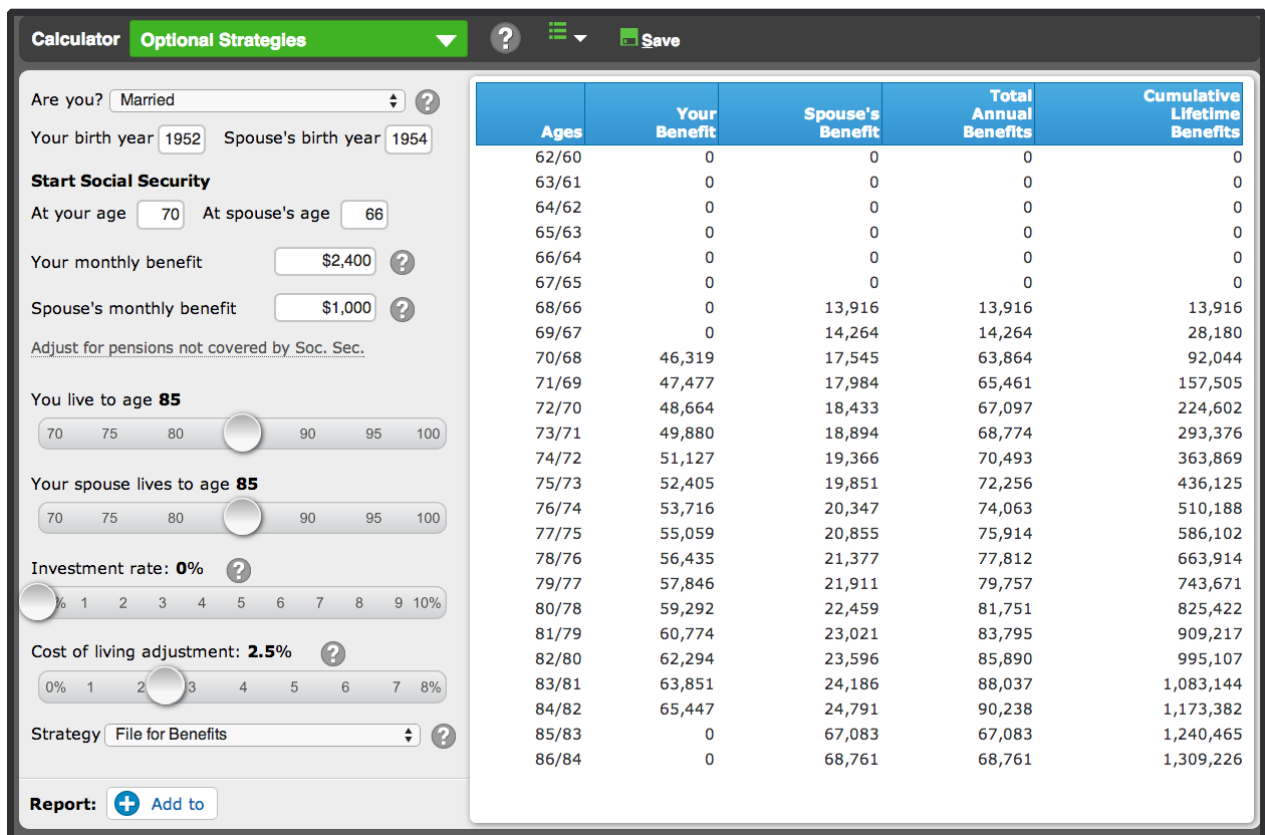 Calculator Optional Strategies ? Save
Are you? Married ?
Your birth year 1952 Spouse's birth year 1954
Start Social Security
At your age 70 At spouse's age 66
Your monthly benefit $2,400 ?
Spouse's monthly benefit $1,000 ?
Adjust for pensions not covered by Soc. Sec.
You live to age 85
70 75 80 90 95 100
Your spouse lives to age 85
70 75 80 90 95 100
Investment rate: 0% ?
% 1 2 3 4 5 6 7 8 9 10%
Cost of living adjustment: 2.5% ?
0% 1 2 3 4 5 6 7 8%
Strategy File for Benefits ?
Report: Add to
Ages Your Benefit Spouse's Benefit Total Annual Benefits Cumulative Lifetime Benefits
62/60 0 0 0 0
63/61 0 0 0 0
64/62 0 0 0 0
65/63 0 0 0 0
66/64 0 0 0 0
67/65 0 0 0 0
68/66 0 13,916 13,916 13,916
69/67 0 14,264 14,264 28,180
70/68 46,319 17,545 63,864 92,044
71/69 47,477 17,984 65,461 157,505
72/70 48,664 18,433 67,097 224,602
73/71 49,880 18,894 68,774 293,376
74/72 51,127 19,366 70,493 363,869
75/73 52,405 19,851 72,256 436,125
76/74 53,716 20,347 74,063 510,188
77/75 55,059 20,855 75,914 586,102
78/76 56,435 21,377 77,812 663,914
79/77 57,846 21,911 79,757 743,671
80/78 59,292 22,459 81,751 825,422
81/79 60,774 23,021 83,795 909,217
82/80 62,294 23,596 85,890 995,107
83/81 63,851 24,186 88,037 1,083,144
84/82 65,447 24,791 90,238 1,173,382
85/83 0 67,083 67,083 1,240,465
86/84 0 68,761 68,761 1,309,226